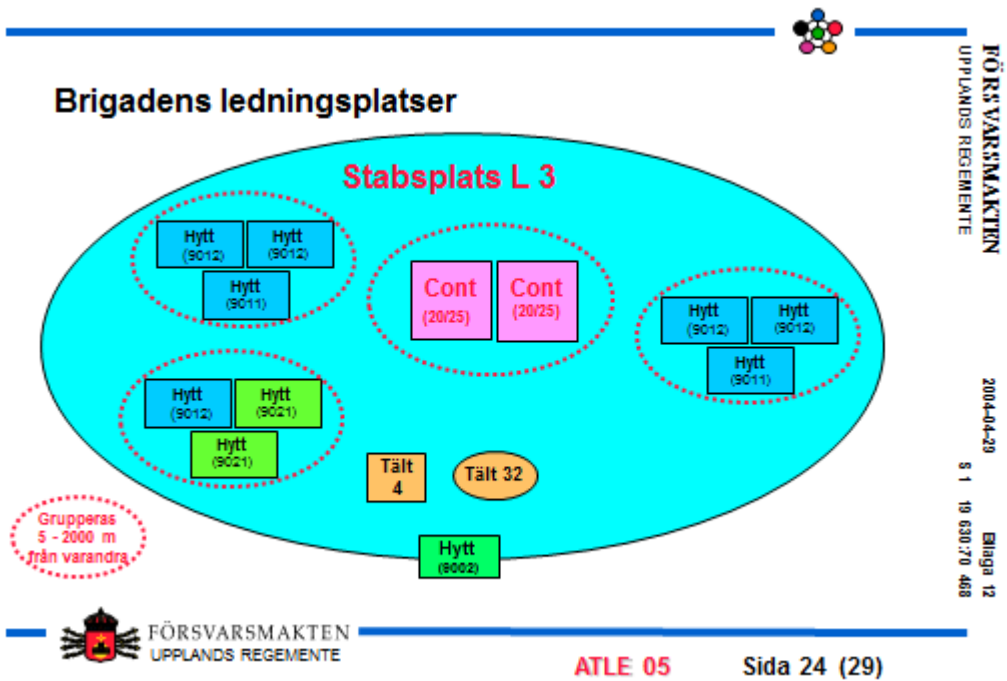 Brigadens ledningsplatser
Stabsplats L 3
Hytt
(9012)
Hytt
(9012)
Hytt
(9011)
Cont
(20/25)
Cont
(20/25)
Hytt
(9012)
Hytt
(9012)
Hytt
(9011)
Hytt
(9012)
Hytt
(9021)
Hytt
(9021)
Tält
4
Tält 32
Hytt
(9002)
Grupperas
5 - 2000 m
från varandra
FÖRSVARSMAKTEN
UPPLANDS REGEMENTE
2004-04-29
Bilaga 12
S 1 19 630:70 468
FÖRSVARSMAKTEN
UPPLANDS REGEMENTE
ATLE 05
Sida 24 (29)